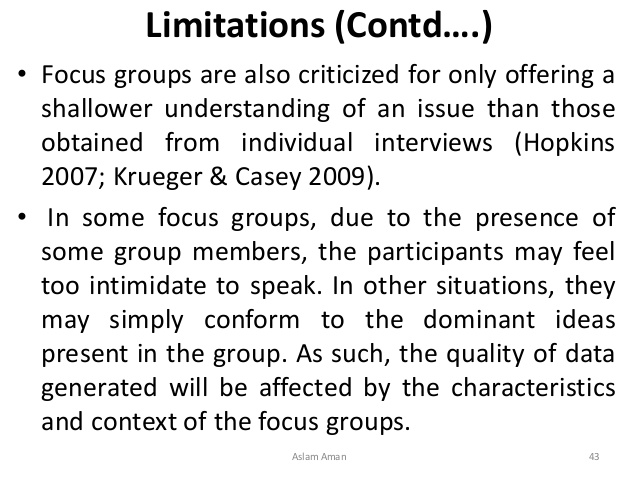 Limitations (Contd….)
• Focus groups are also criticized for only offering a
shallower understanding of an issue than those
obtained from individual interviews (Hopkins
2007; Krueger & Casey 2009).
• In some focus groups, due to the presence of
some group members, the participants may feel
too intimidate to speak. In other situations, they
may simply conform to the dominant ideas
present in the group. As such, the quality of data
generated will be affected by the characteristics
and context of the focus groups.
Aslam Aman 43